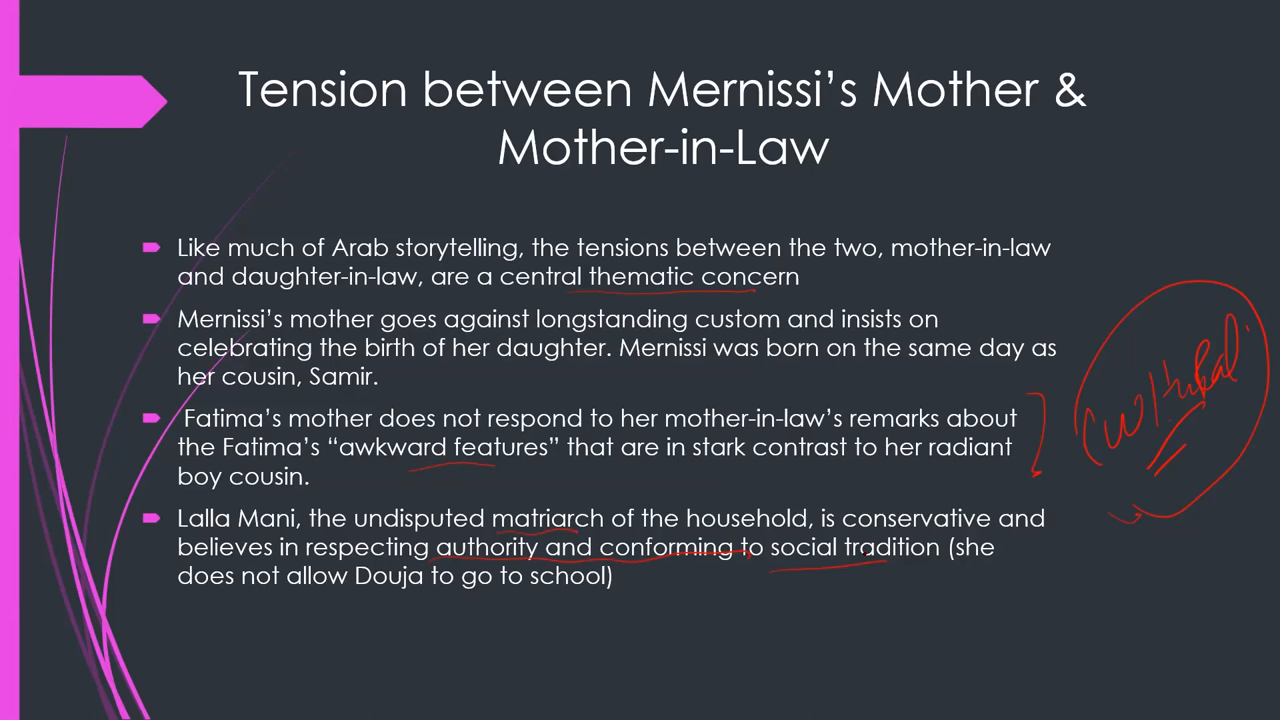 Tension between Mernissi’s Mother &
Mother-in-Law
Like much of Arab storytelling, the tensions between the two, mother-in-law
and daughter-in-law, are a central thematic concern
Mernissi’s mother goes against longstanding custom and insists on
celebrating the birth of her daughter. Mernissi was born on the same day as
her cousin, Samir.
Fatima’s mother does not respond to her mother-in-law’s remarks about
the Fatima’s “awkward features” that are in stark contrast to her radiant
boy cousin.
Lalla Mani, the undisputed matriarch of the household, is conservative and
believes in respecting authority and conforming to social tradition (she
does not allow Douja to go to school)